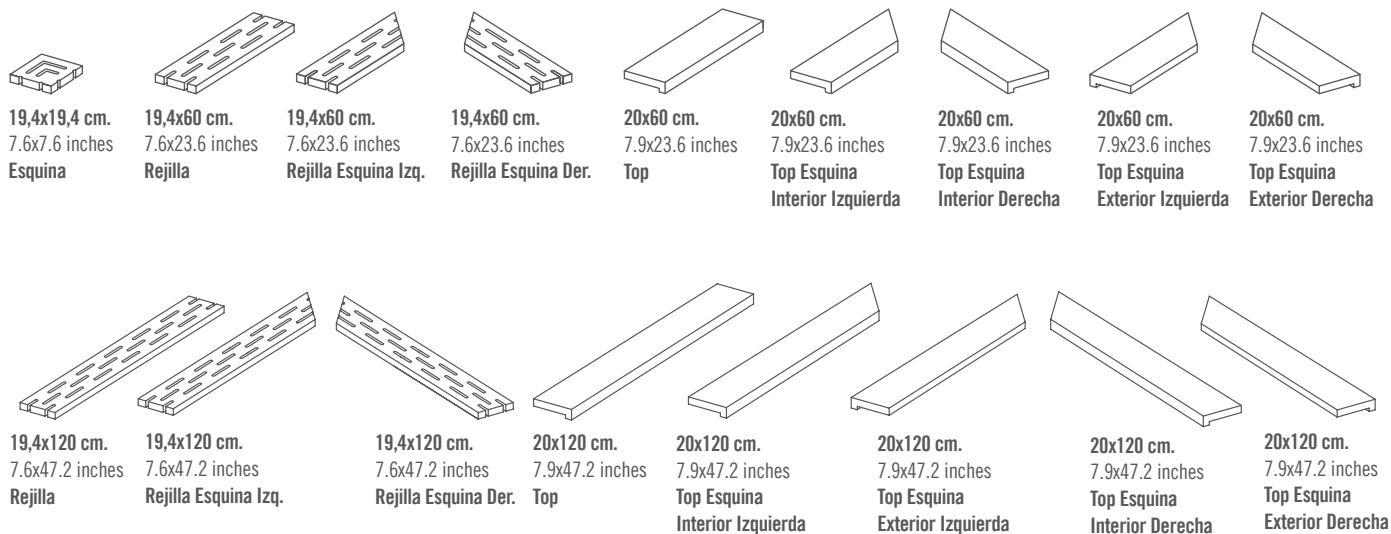 19,4x19,4 cm.
7.6x7.6 inches
Esquina
19,4x60 cm.
7.6x23.6 inches
Rejilla
19,4x60 cm.
7.6x23.6 inches
Rejilla Esquina Izq.
19,4x60 cm.
7.6x23.6 inches
Rejilla Esquina Der.
20x60 cm.
7.9x23.6 inches
Top
20x60 cm.
7.9x23.6 inches
Top Esquina
Interior Izquierda
20x60 cm.
7.9x23.6 inches
Top Esquina
Interior Derecha
20x60 cm.
7.9x23.6 inches
Top Esquina
Exterior Izquierda
20x60 cm.
7.9x23.6 inches
Top Esquina
Exterior Derecha
19,4x120 cm.
7.6x47.2 inches
Rejilla
19,4x120 cm.
7.6x47.2 inches
Rejilla Esquina Izq.
19,4x120 cm.
7.6x47.2 inches
Rejilla Esquina Der.
20x120 cm.
7.9x47.2 inches
Top
20x120 cm.
7.9x47.2 inches
Top Esquina
Interior Izquierda
20x120 cm.
7.9x47.2 inches
Top Esquina
Exterior Izquierda
20x120 cm.
7.9x47.2 inches
Top Esquina
Interior Derecha
20x120 cm.
7.9x47.2 inches
Top Esquina
Exterior Derecha